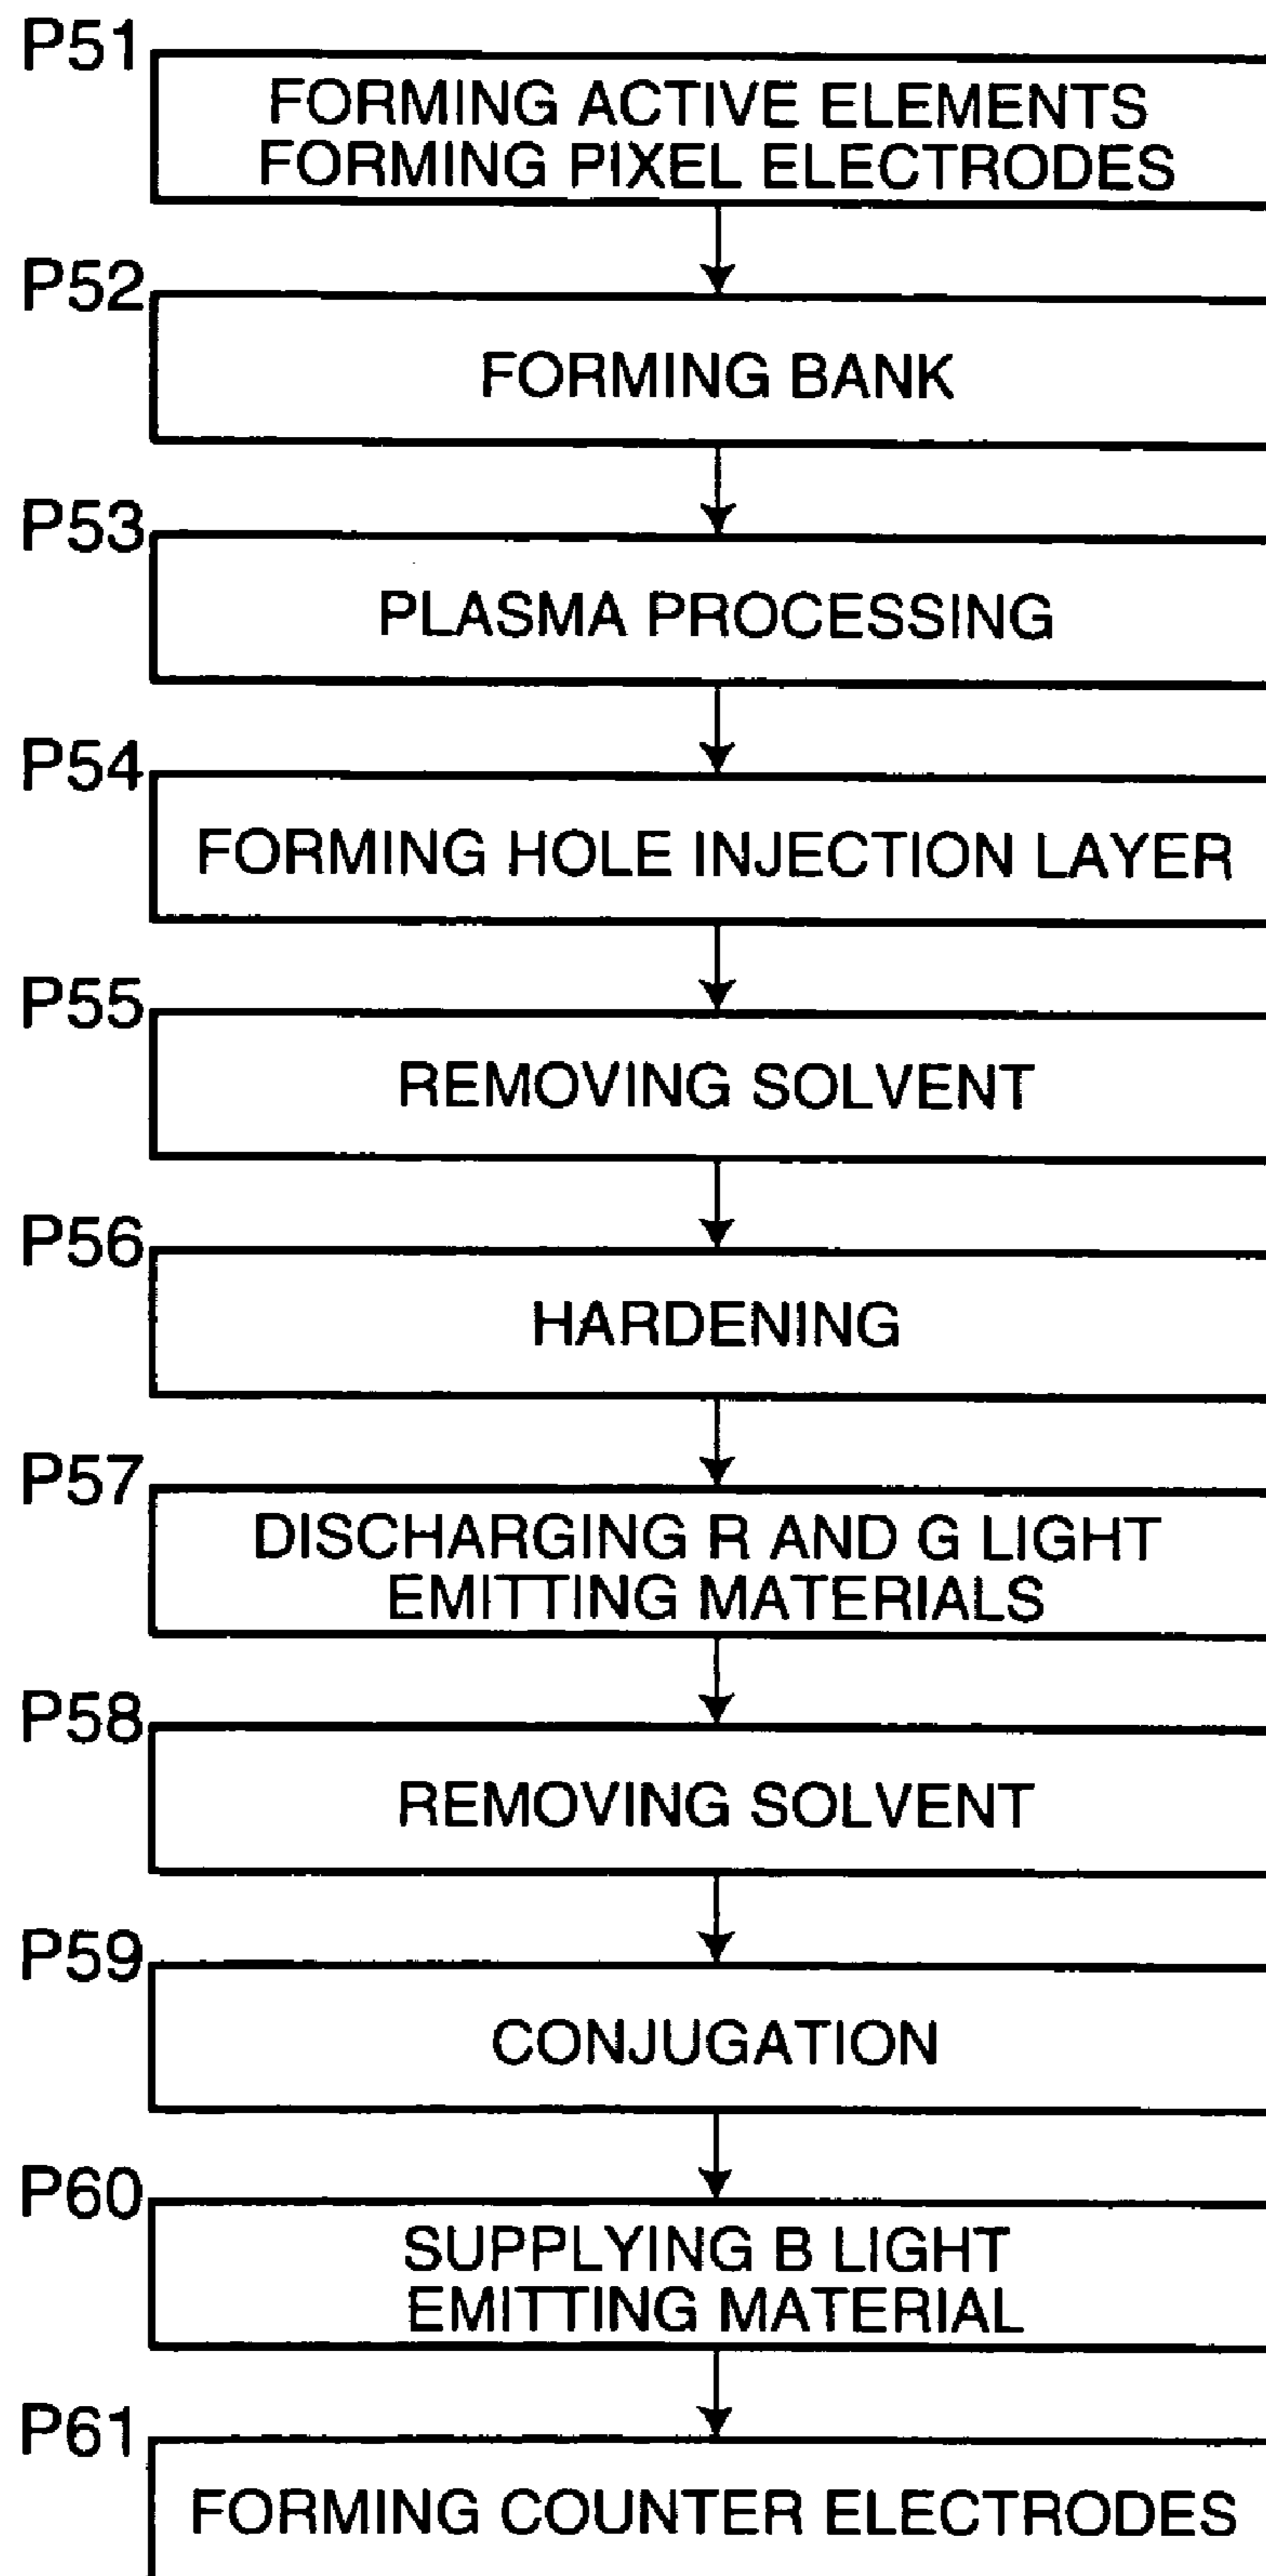 P51
FORMING ACTIVE ELEMENTS
FORMING PIXEL ELECTRODES
P52
FORMING BANK
P53
PLASMA PROCESSING
P54
FORMING HOLE INJECTION LAYER
P55
REMOVING SOLVENT
P56
HARDENING
P57
DISCHARGING R AND G LIGHT
EMITTING MATERIALS
P58
REMOVING SOLVENT
P59
CONJUGATION
P60
SUPPLYING B LIGHT
EMITTING MATERIAL
P61
FORMING COUNTER ELECTRODES